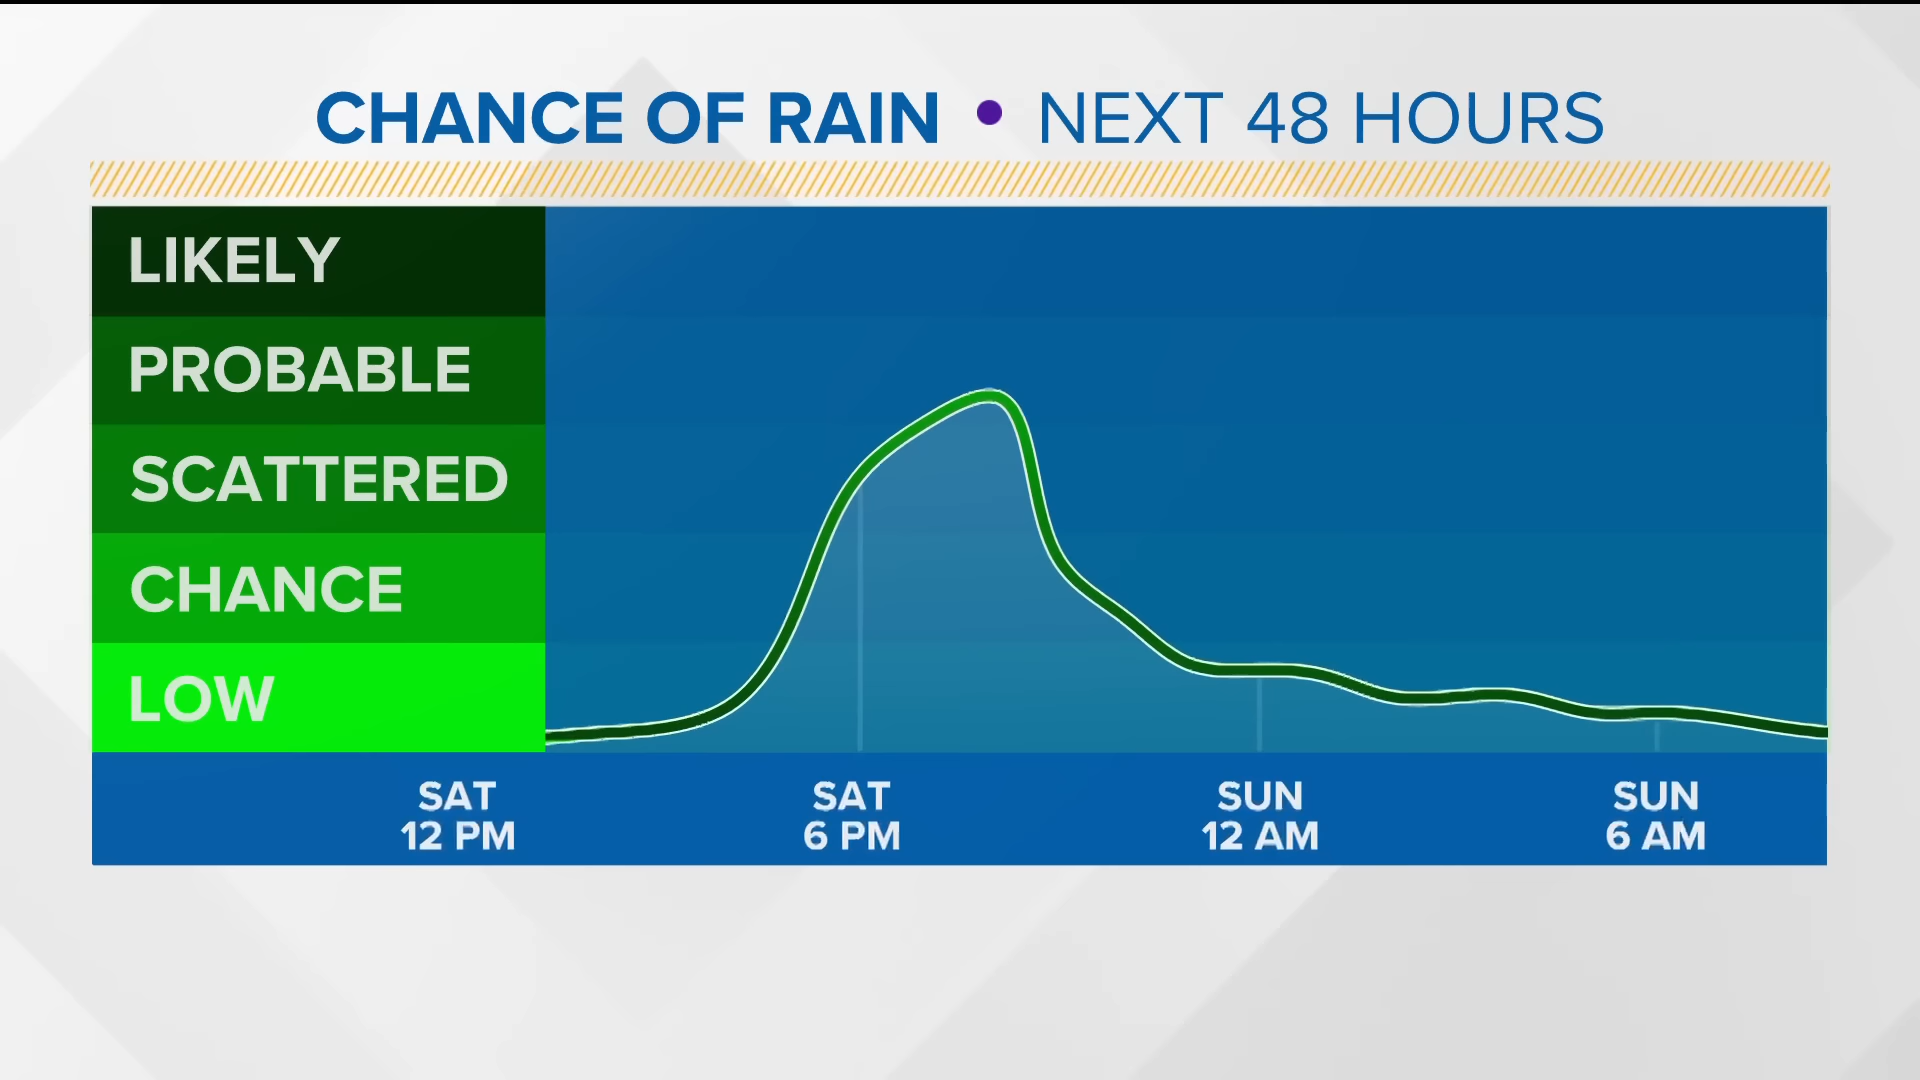 CHANCE OF RAIN • NEXT 48 HOURS
LIKELY
PROBABLE
SCATTERED
CHANCE
LOW
SAT
12 PM
SAT
6 PM
SUN
12 AM
SUN
6 AM